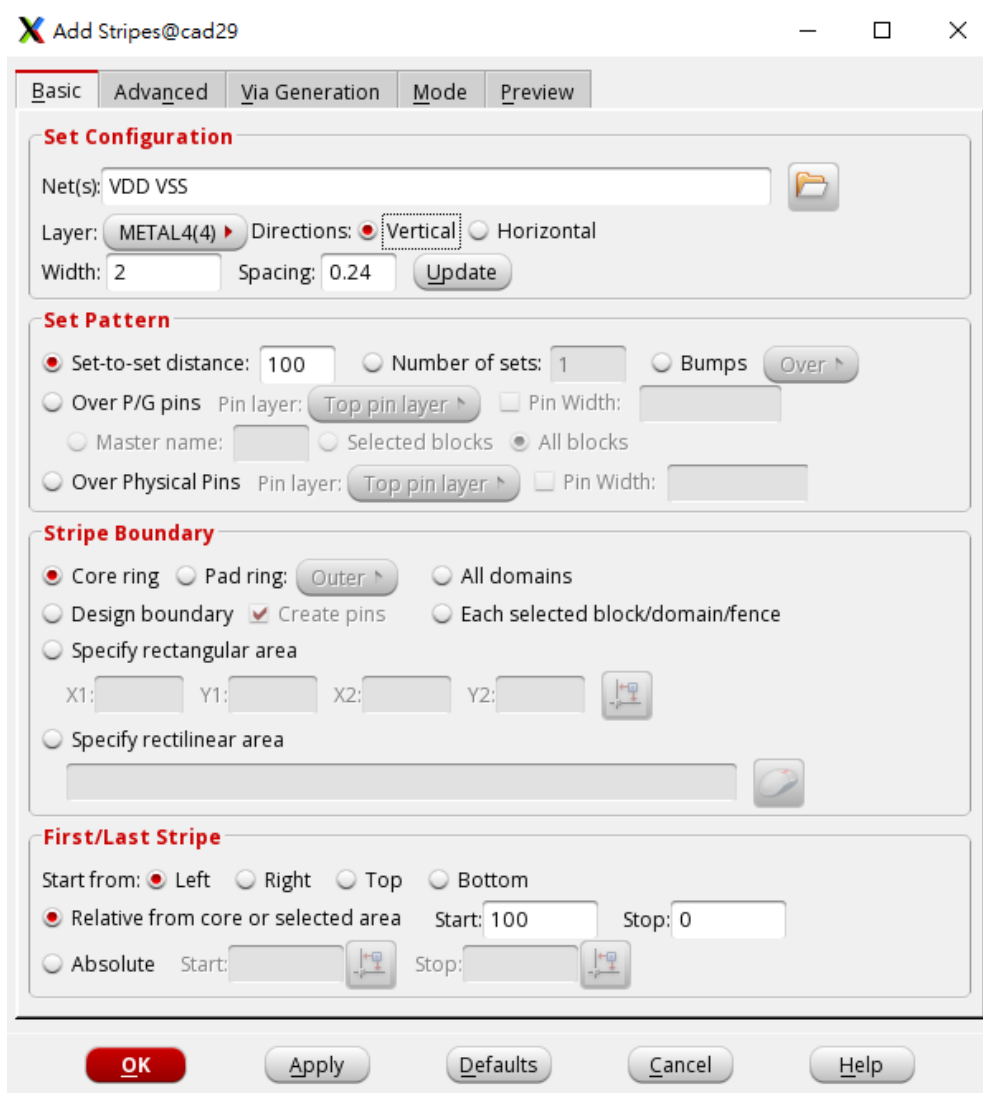 Add Stripes@cad29
Basic Advanced Via Generation Mode Preview
Set Configuration
Net(s): VDD VSS
Layer: METAL4(4) Directions: Vertical Horizontal
Width: 2 Spacing: 0.24 Update
Set Pattern
Set-to-set distance: 100 Number of sets: 1 Bumps Over
Over P/G pins Pin layer: Top pin layer Pin Width:
Master name: Selected blocks All blocks
Over Physical Pins Pin layer: Top pin layer Pin Width:
Stripe Boundary
Core ring Pad ring: Outer All domains
Design boundary Create pins Each selected block/domain/fence
Specify rectangular area
X1: Y1: X2: Y2:
Specify rectilinear area
First/Last Stripe
Start from: Left Right Top Bottom
Relative from core or selected area Start: 100 Stop: 0
Absolute Start: Stop:
OK Apply Defaults Cancel Help